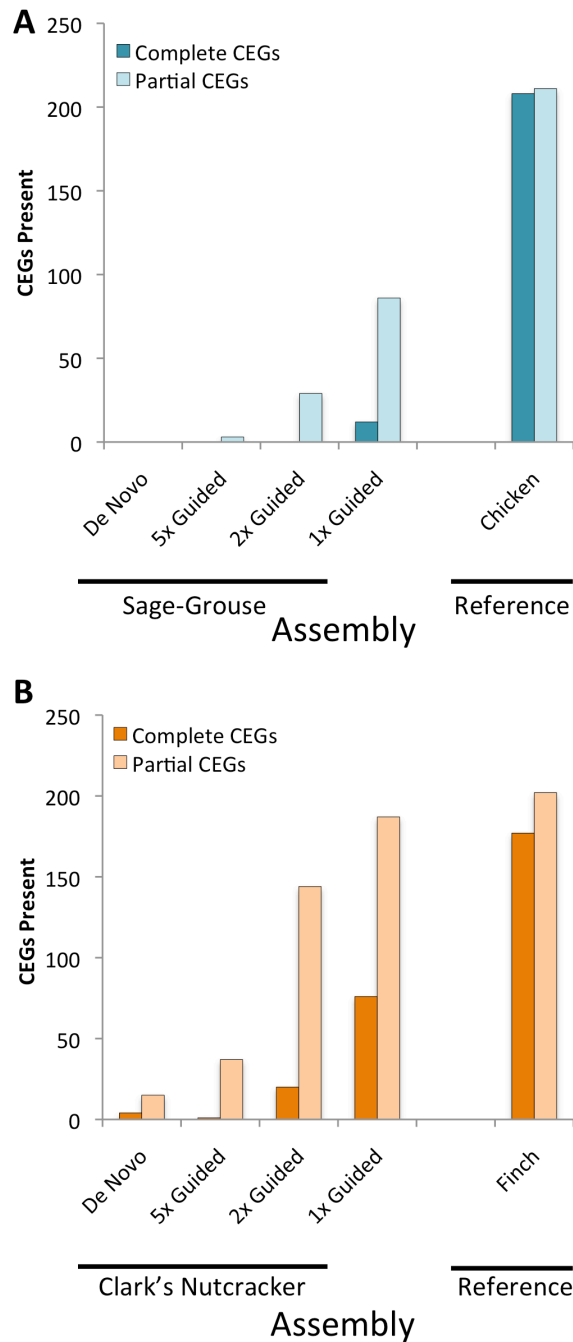 A
250
200
150
100
50
0
CEGs Present
Complete CEGs
Partial CEGs
De Novo
5x Guided
2x Guided
1x Guided
Chicken
Sage-Grouse
Reference
Assembly
B
250
200
150
100
50
0
CEGs Present
Complete CEGs
Partial CEGs
De Novo
5x Guided
2x Guided
1x Guided
Finch
Clark's Nutcracker
Reference
Assembly